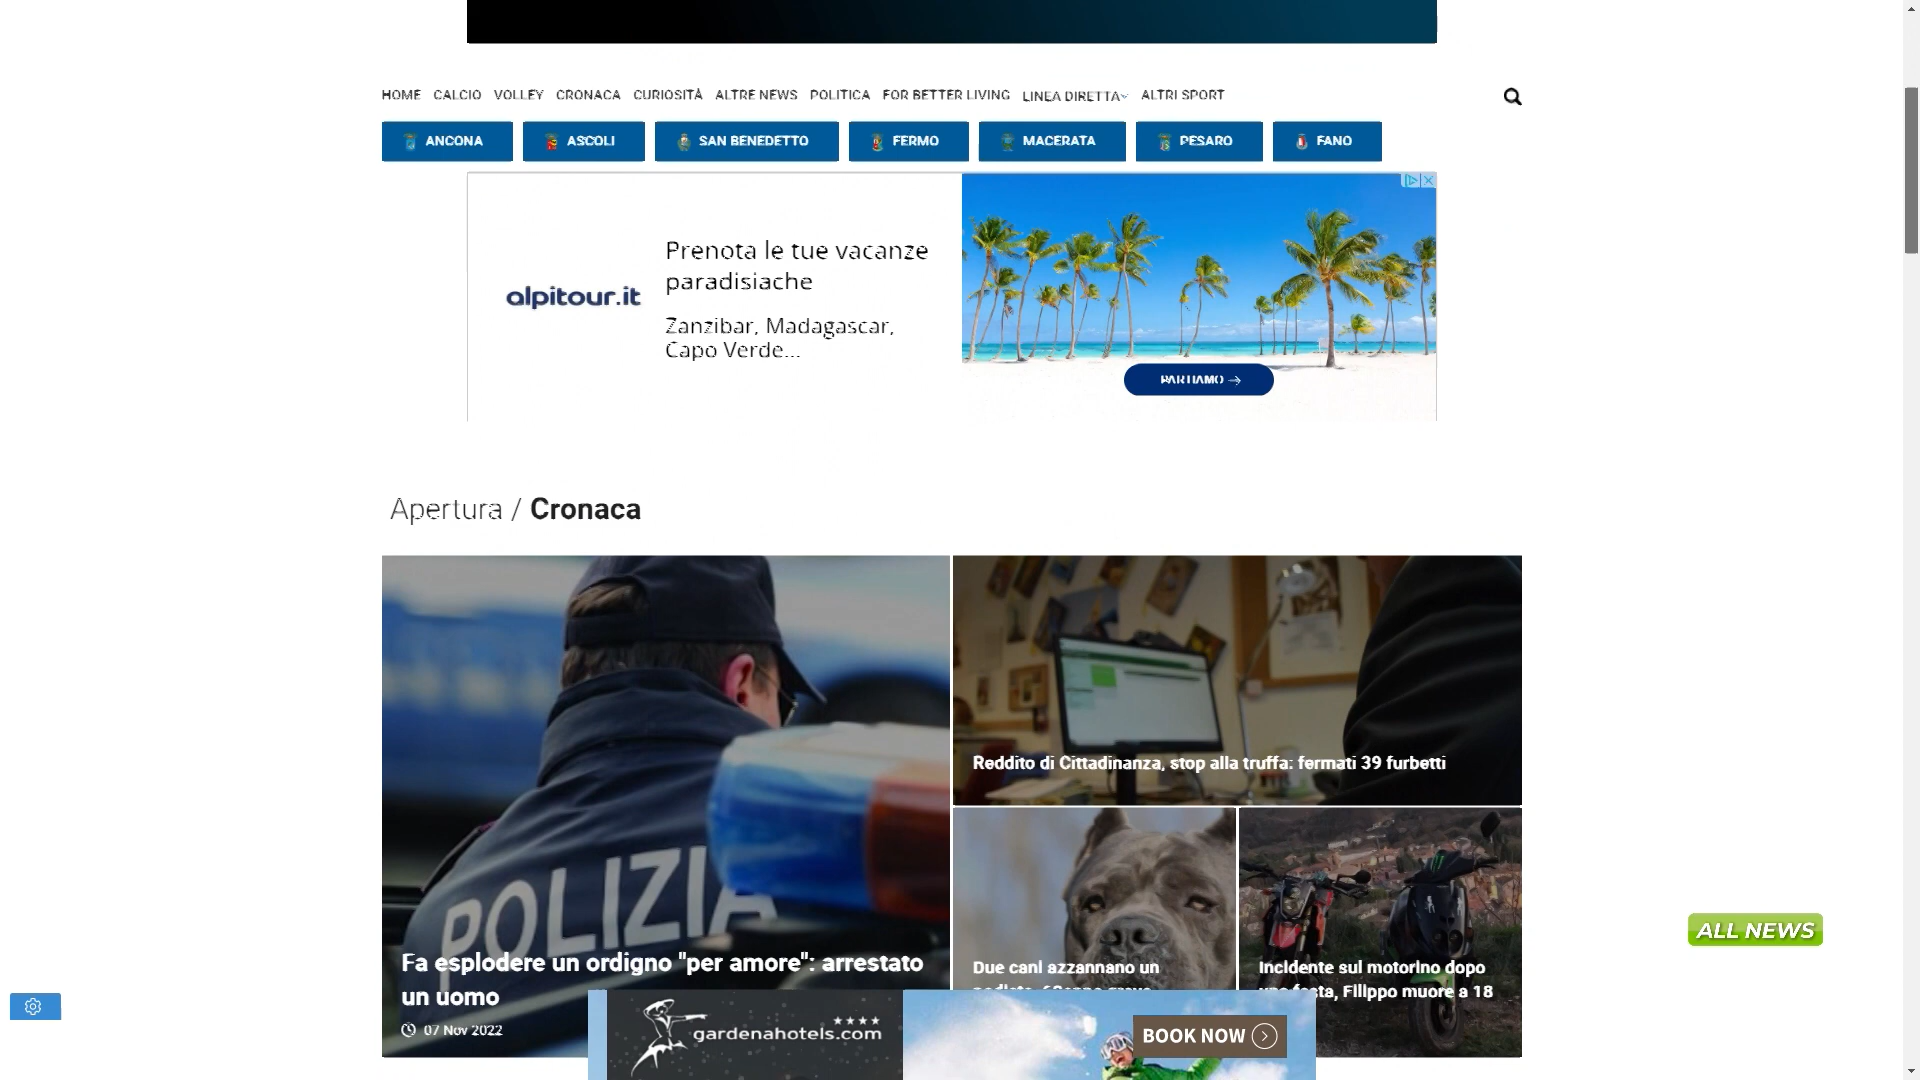 HOME CALCIO VOLLEY CRONACA CURIOSITÀ ALTRE NEWS POLITICA FOR BETTER LIVING LINEA DIRETTA ALTRI SPORT
ANCONA ASCOLI SAN BENEDETTO FERMO MACERATA PESARO FANO
alpitour.it
Prenota le tue vacanze
paradisiache
Zanzibar, Madagascar,
Capo Verde...
PARTIAMO →
Apertura / Cronaca
POLIZIA
Fa esplodere un ordigno "per amore": arrestato
un uomo
07 Nov 2022
Reddito di Cittadinanza, stop alla truffa: fermati 39 furbetti
Due cani azzannano un
Incidente sul motorino dopo
festa, Filippo muore a 18
ALL NEWS
★★★★
gardenahotels.com
BOOK NOW